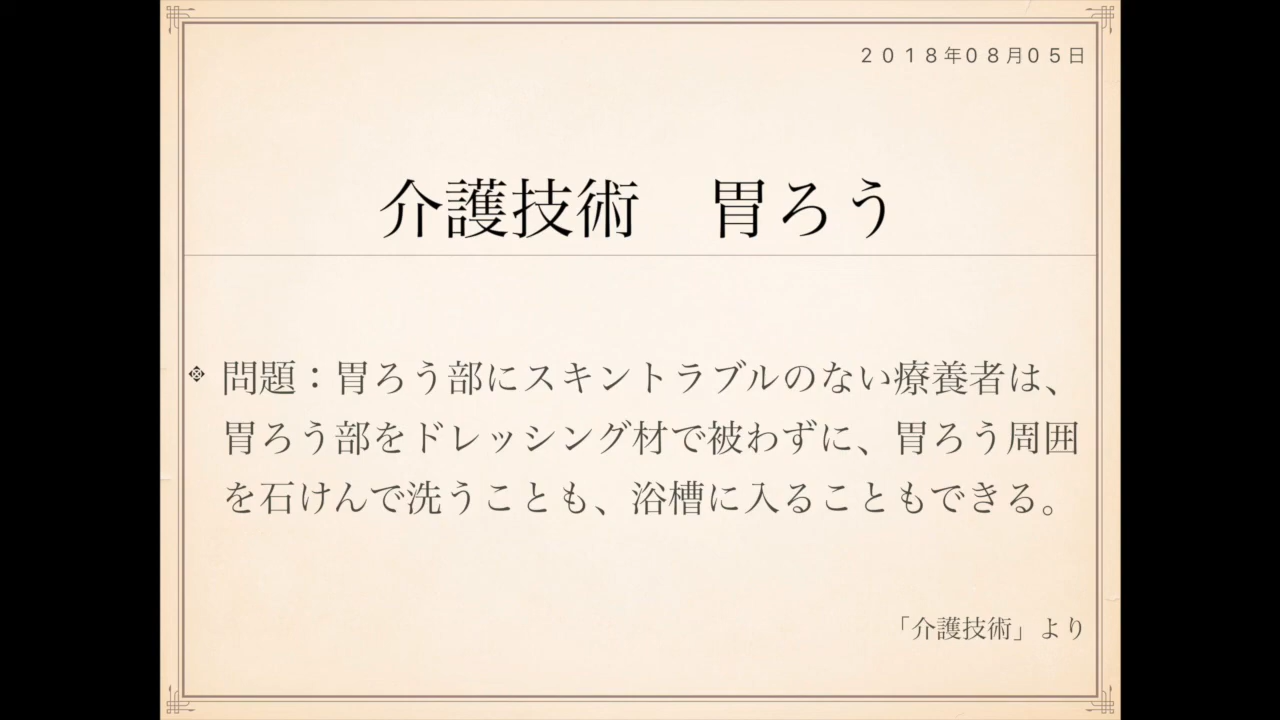 ２０１８年０８月０５日
介護技術　胃ろう
問題：胃ろう部にスキントラブルのない療養者は、
胃ろう部をドレッシング材で被わずに、胃ろう周囲
を石けんで洗うことも、浴槽に入ることもできる。
「介護技術」より